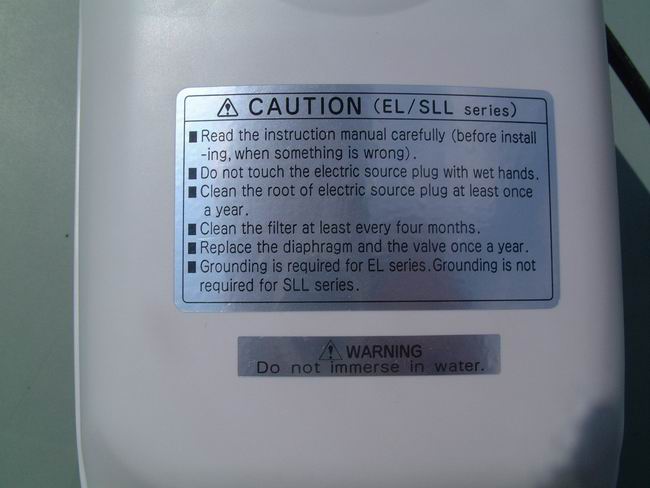 ⚠ CAUTION (EL/SLL series)
■ Read the instruction manual carefully (before install
-ing, when something is wrong).
■ Do not touch the electric source plug with wet hands.
■ Clean the root of electric source plug at least once
a year.
■ Clean the filter at least every four months.
■ Replace the diaphragm and the valve once a year.
■ Grounding is required for EL series. Grounding is not
required for SLL series.
⚠ WARNING
Do not immerse in water.